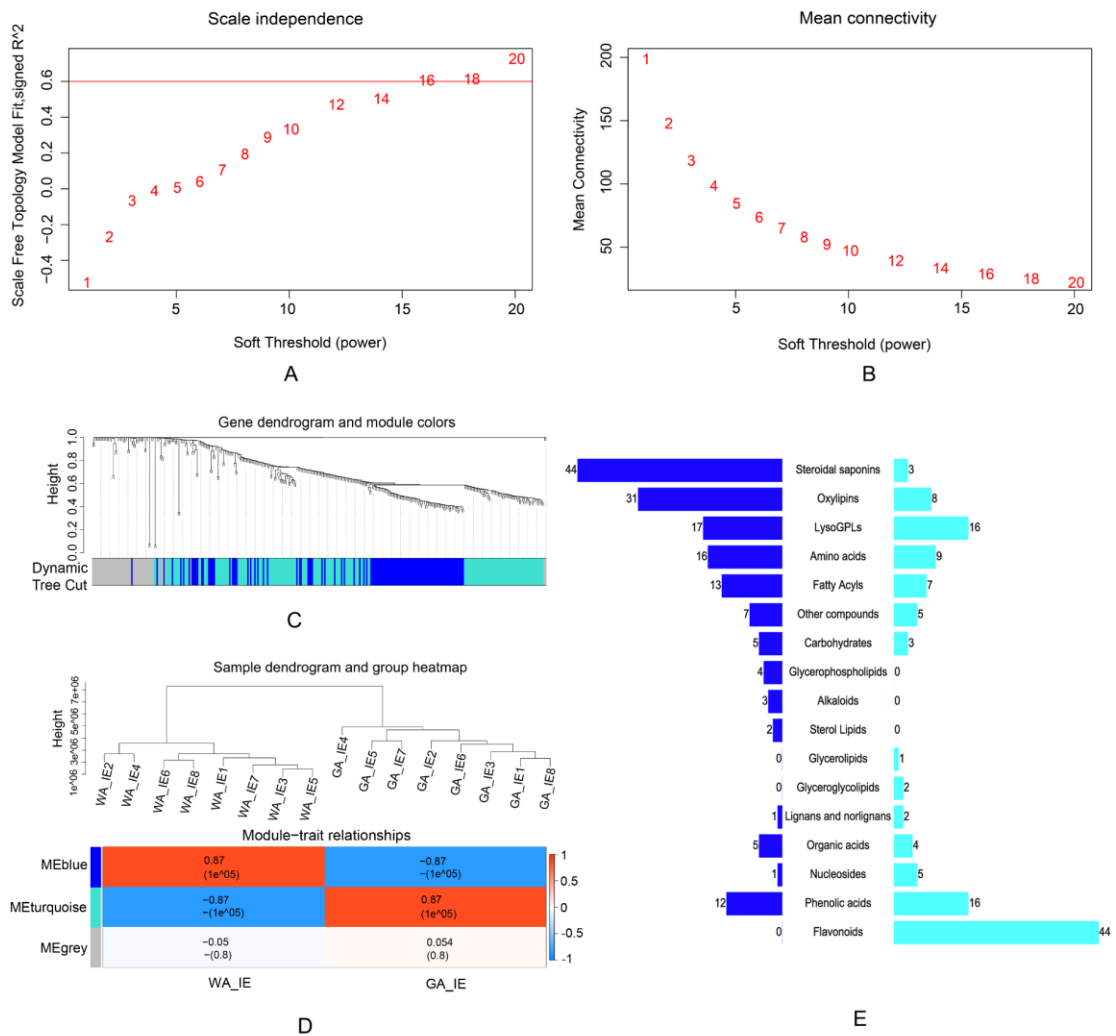 Scale independence
Scale Free Topology Model Fit,signed R^2
0.6
0.4
0.2
0.0
−0.2
−0.4
1
2
3
4
5
6
7
8
9
10
12
14
16
18
20
5
10
15
20
Soft Threshold (power)
A
Mean connectivity
Mean Connectivity
200
150
100
50
1
2
3
4
5
6
7
8
9
10
12
14
16
18
20
5
10
15
20
Soft Threshold (power)
B
Gene dendrogram and module colors
Height
1.0
0.8
0.6
0.4
0.2
0.0
Dynamic
Tree Cut
C
Sample dendrogram and group heatmap
Height
7e+06
5e^06
3e^06
1e^06
WA_IE2
WA_IE4
WA_IE6
WA_IE8
WA_IE1
WA_IE7
WA_IE3
WA_IE5
GA_IE4
GA_IE5
GA_IE7
GA_IE2
GA_IE6
GA_IE3
GA_IE1
GA_IE8
Module−trait relationships
MEblue
0.87
(1e^05)
−0.87
−(1e^05)
MEturquoise
−0.87
−(1e^05)
0.87
(1e^05)
MEgrey
−0.05
−(0.8)
0.054
(0.8)
1
0.5
0
−0.5
−1
WA_IE
GA_IE
D
44 Steroidal saponins 3
31 Oxylipins 8
17 LysoGPLs 16
16 Amino acids 9
13 Fatty Acyls 7
7 Other compounds 5
5 Carbohydrates 3
4 Glycerophospholipids 0
3 Alkaloids 0
2 Sterol Lipids 0
0 Glycerolipids 1
0 Glyceroglycolipids 2
1 Lignans and norlignans 2
5 Organic acids 4
1 Nucleosides 5
12 Phenolic acids 16
0 Flavonoids 44
E